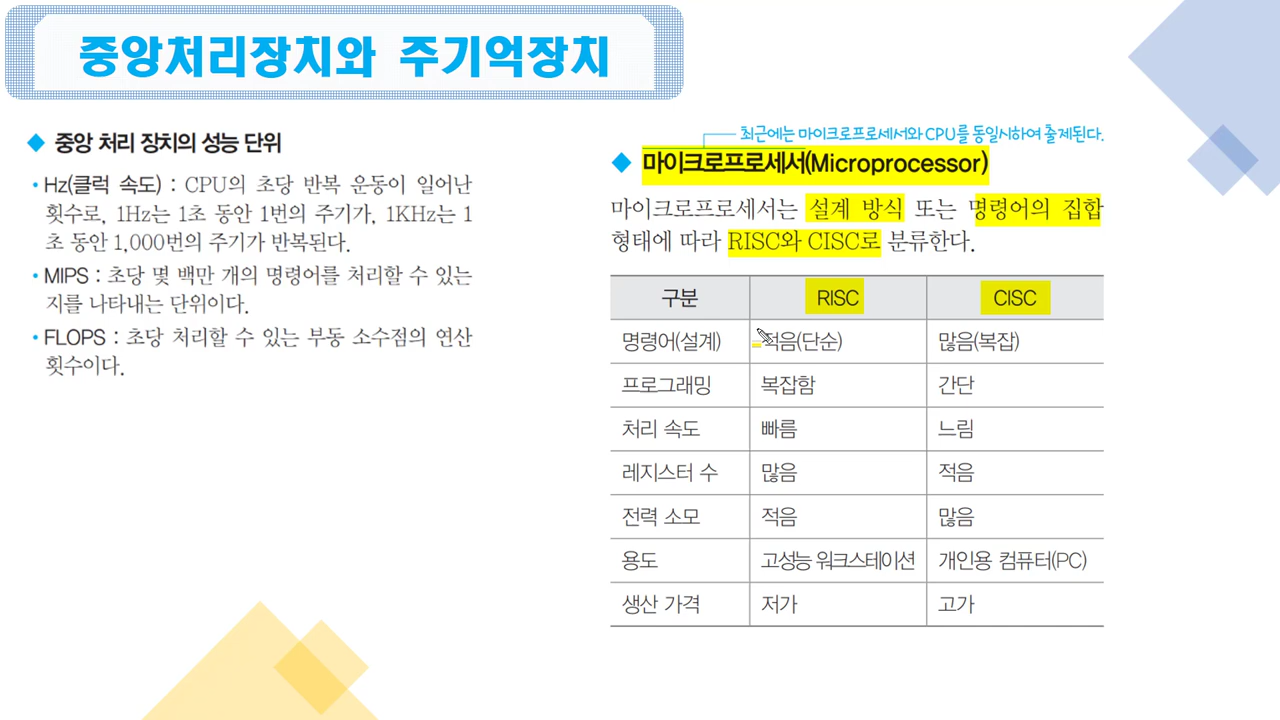 중앙처리장치와 주기억장치
◆ 중앙 처리 장치의 성능 단위
• Hz(클럭 속도) : CPU의 초당 반복 운동이 일어난
횟수로, 1Hz는 1초 동안 1번의 주기가, 1KHz는 1
초 동안 1,000번의 주기가 반복된다.
• MIPS : 초당 몇 백만 개의 명령어를 처리할 수 있는
지를 나타내는 단위이다.
• FLOPS : 초당 처리할 수 있는 부동 소수점의 연산
횟수이다.
최근에는 마이크로프로세서와 CPU를 동일시하여 출제된다.
◆ 마이크로프로세서(Microprocessor)
마이크로프로세서는 설계 방식 또는 명령어의 집합
형태에 따라 RISC와 CISC로 분류한다.
구분 RISC CISC
명령어(설계) 적음(단순) 많음(복잡)
프로그래밍 복잡함 간단
처리 속도 빠름 느림
레지스터 수 많음 적음
전력 소모 적음 많음
용도 고성능 워크스테이션 개인용 컴퓨터(PC)
생산 가격 저가 고가